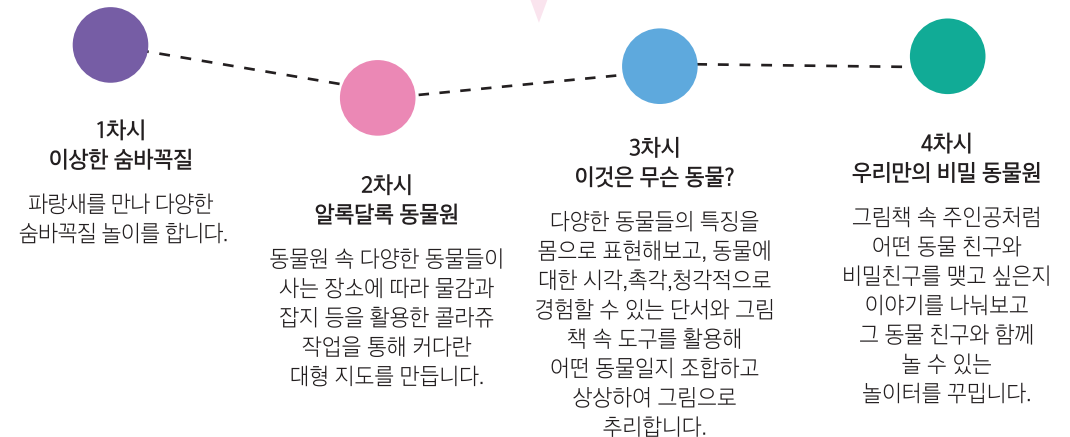 1차시
이상한 숨바꼭질
파랑새를 만나 다양한
숨바꼭질 놀이를 합니다.
2차시
알록달록 동물원
동물원 속 다양한 동물들이
사는 장소에 따라 물감과
잡지 등을 활용한 콜라쥬
작업을 통해 커다란
대형 지도를 만듭니다.
3차시
이것은 무슨 동물?
다양한 동물들의 특징을
몸으로 표현해보고, 동물에
대한 시각,촉각,청각적으로
경험할 수 있는 단서와 그림
책 속 도구를 활용해
어떤 동물일지 조합하고
상상하여 그림으로
추리합니다.
4차시
우리만의 비밀 동물원
그림책 속 주인공처럼
어떤 동물 친구와
비밀친구를 맺고 싶은지
이야기를 나눠보고
그 동물 친구와 함께
놀 수 있는
놀이터를 꾸밉니다.